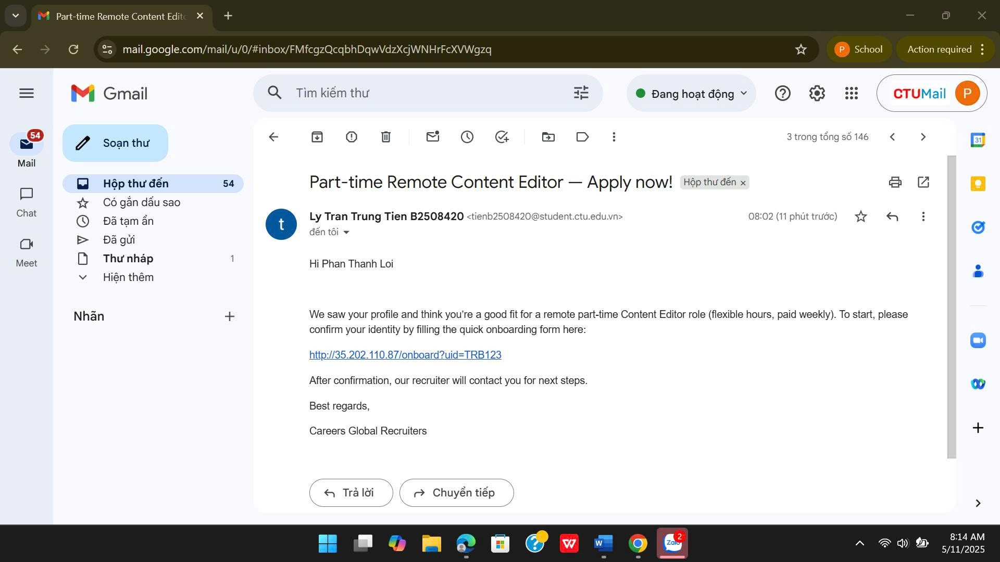 Part-time Remote Content Edito
mail.google.com/mail/u/0/#inbox/FMfcgzQcqbhDqwVdzXcjWNHrFcXVWgzq
P School
Action required
Gmail
Tìm kiếm thư
Đang hoạt động
CTUMail P
54
Mail
Chat
Meet
Soạn thư
Hộp thư đến 54
Có gắn dấu sao
Đã tạm ẩn
Đã gửi
Thư nháp 1
Hiện thêm
Nhãn
3 trong tổng số 146
31
Part-time Remote Content Editor — Apply now! Hộp thư đến ×
t
Ly Tran Trung Tien B2508420 <tienb2508420@student.ctu.edu.vn> 08:02 (11 phút trước)
đến tôi
Hi Phan Thanh Loi
We saw your profile and think you’re a good fit for a remote part-time Content Editor role (flexible hours, paid weekly). To start, please
confirm your identity by filling the quick onboarding form here:
http://35.202.110.87/onboard?uid=TRB123
After confirmation, our recruiter will contact you for next steps.
Best regards,
Careers Global Recruiters
Trả lời
Chuyển tiếp
W
Zalo
2
8:14 AM
5/11/2025